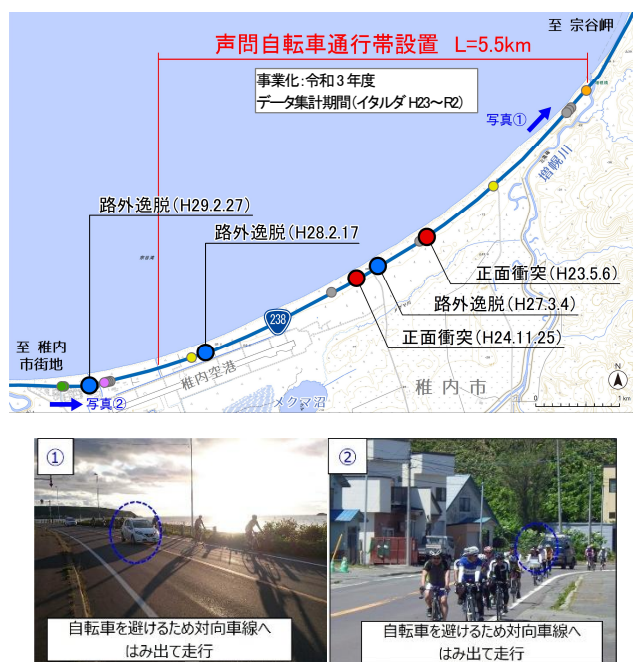 至 宗谷岬
声問自転車通行帯設置 L=5.5km
事業化:令和3年度
データ集計期間(イタルダ H23～R2)
写真①
増幌川
路外逸脱(H29.2.27)
路外逸脱(H28.2.17
正面衝突(H23.5.6)
238
路外逸脱(H27.3.4)
至 稚内
市街地
正面衝突(H24.11.25)
稚内空港
稚内市
N
写真②
メクマ沼
0
1km
①
②
自転車を避けるため対向車線へ
はみ出て走行
自転車を避けるため対向車線へ
はみ出て走行